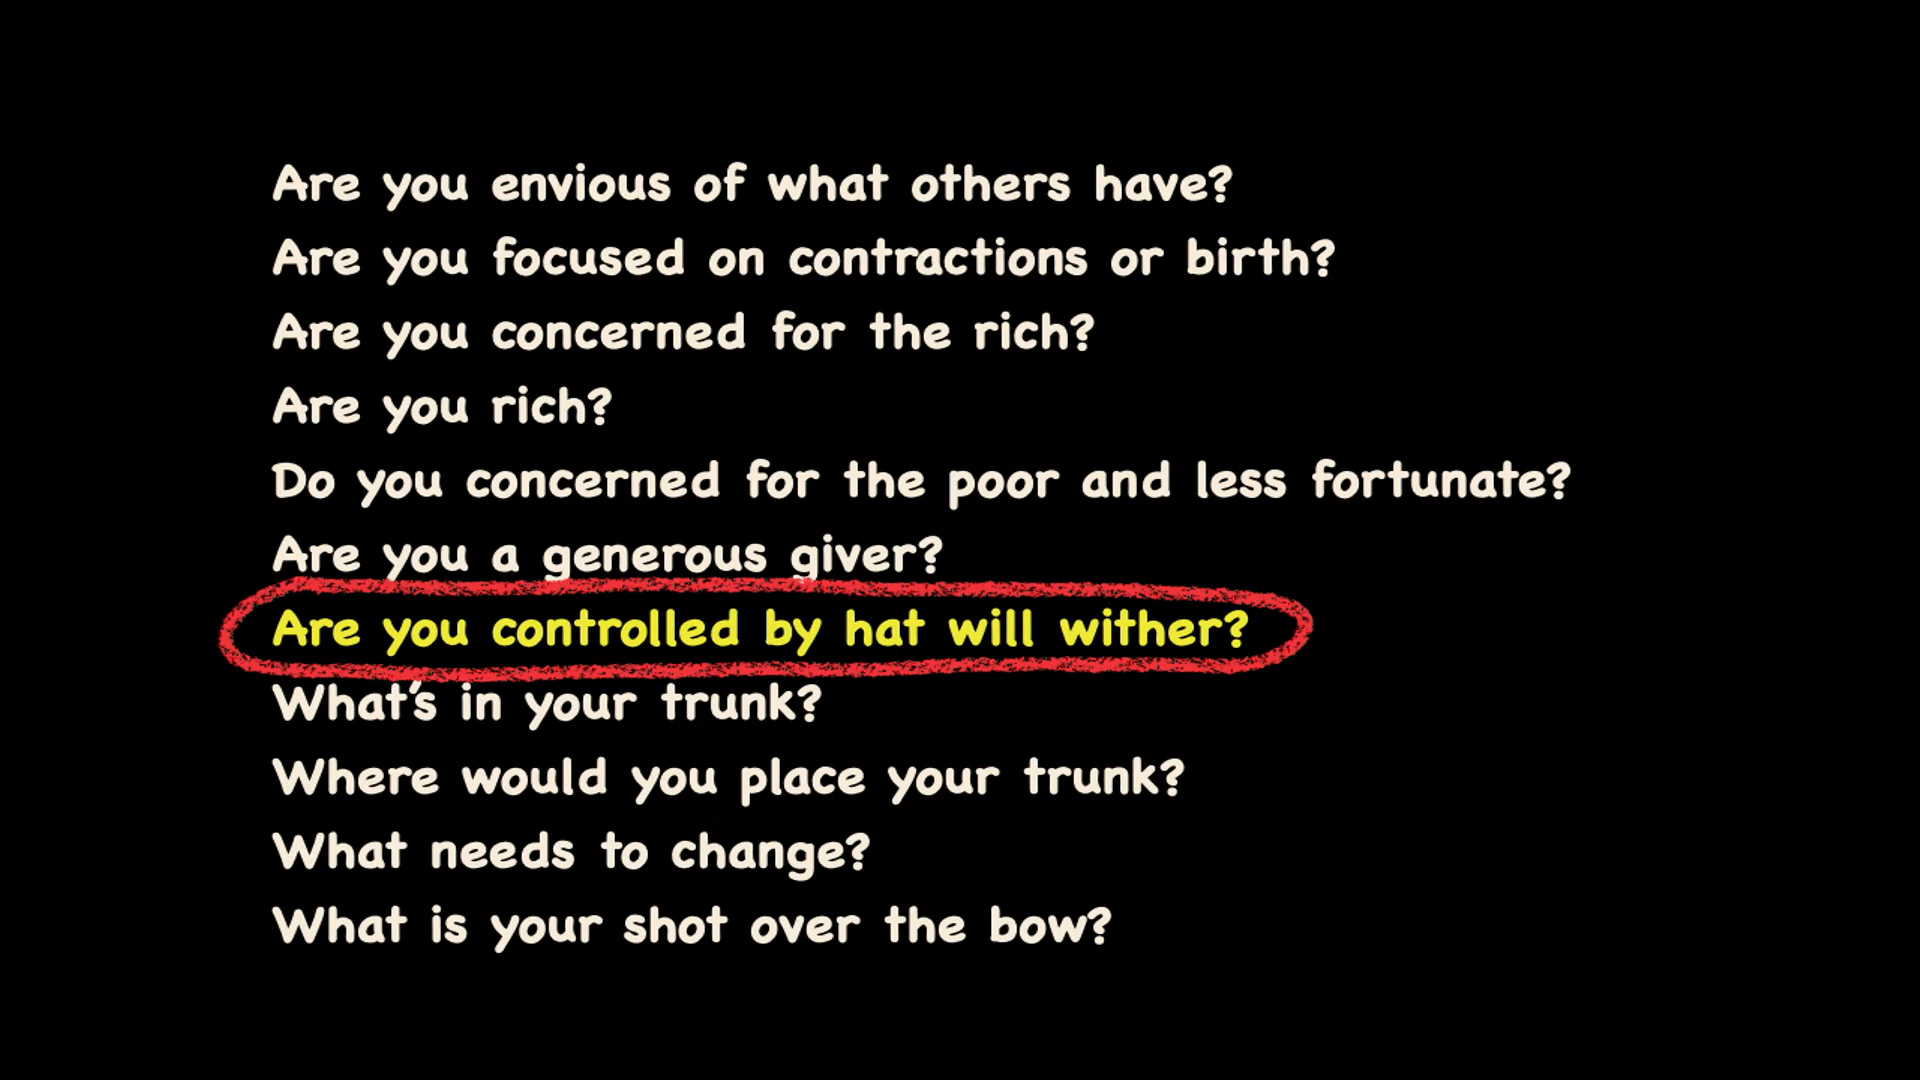 Are you envious of what others have?
Are you focused on contractions or birth?
Are you concerned for the rich?
Are you rich?
Do you concerned for the poor and less fortunate?
Are you a generous giver?
Are you controlled by hat will wither?
What's in your trunk?
Where would you place your trunk?
What needs to change?
What is your shot over the bow?